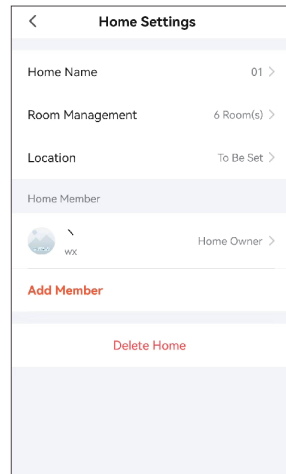 Home Settings
Home Name 01
Room Management 6 Room(s)
Location To Be Set
Home Member
丶
wx Home Owner
Add Member
Delete Home